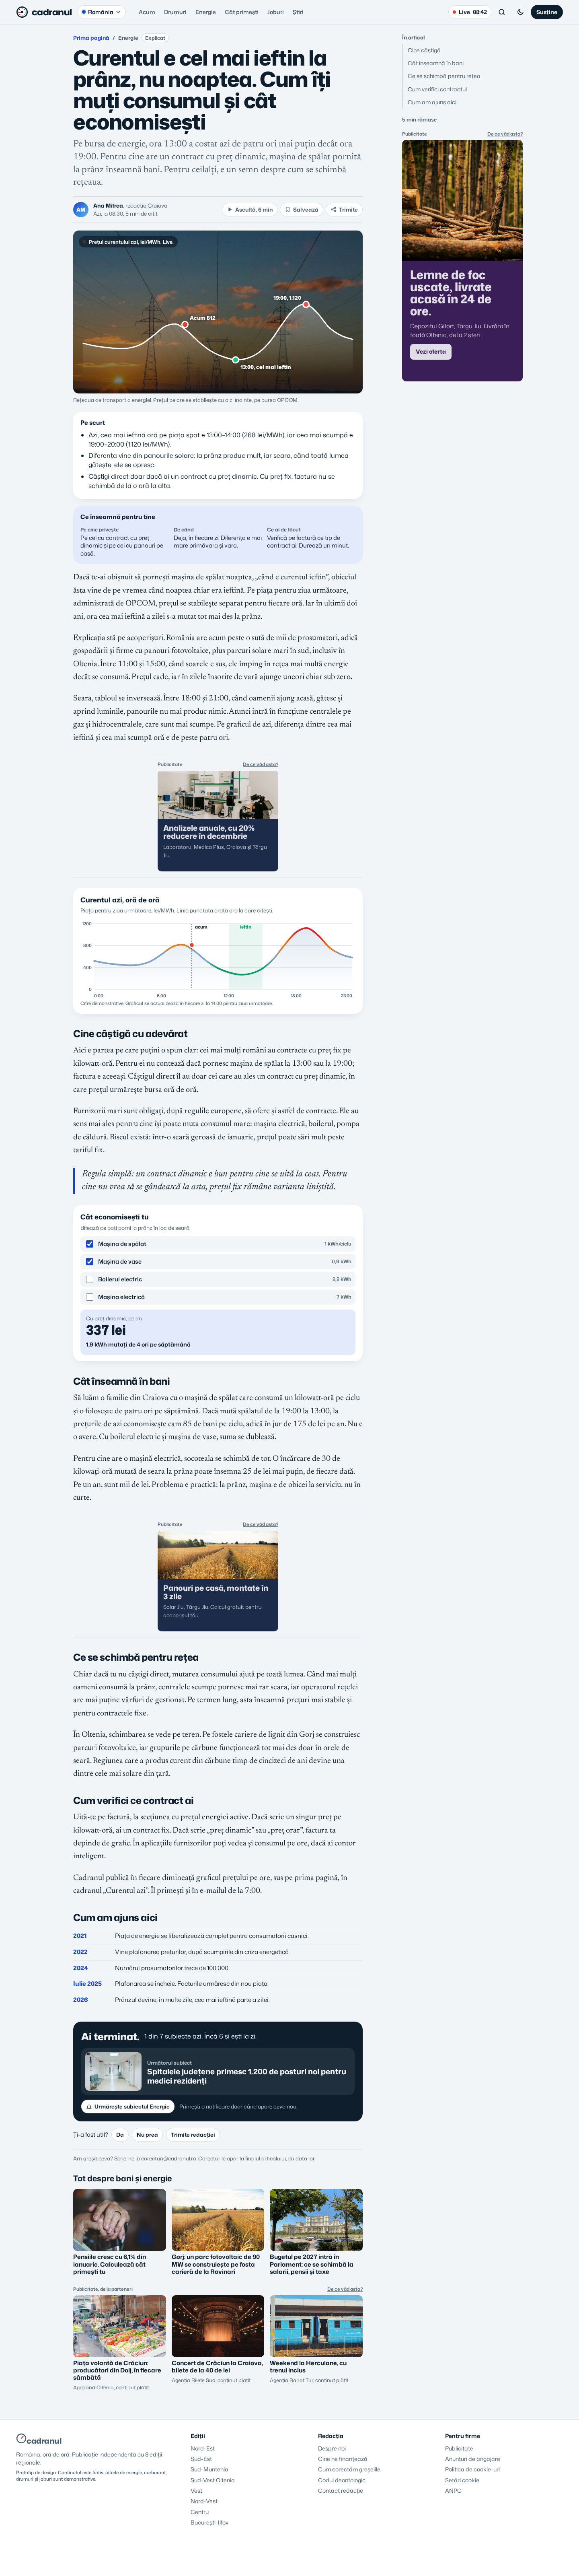 cadranul
România
Acum
Drumuri
Energie
Cât primești
Joburi
Știri
Live 08:42
Susține
Prima pagină / Energie Explicat
Curentul e cel mai ieftin la
prânz, nu noaptea. Cum îți
muți consumul și cât
economisești
Pe bursa de energie, ora 13:00 a costat azi de patru ori mai puțin decât ora
19:00. Pentru cine are un contract cu preț dinamic, mașina de spălat pornită
la prânz înseamnă bani. Pentru ceilalți, e un semn despre cum se schimbă
rețeaua.
AM
Ana Mitrea, redacția Craiova
Azi, la 08:30, 5 min de citit
Ascultă, 6 min
Salvează
Trimite
Prețul curentului azi, lei/MWh. Live.
Acum 812
19:00, 1.120
13:00, cel mai ieftin
Rețeaua de transport a energiei. Prețul pe ore se stabilește cu o zi înainte, pe bursa OPCOM.
Pe scurt
Azi, cea mai ieftină oră pe piața spot e 13:00–14:00 (268 lei/MWh), iar cea mai scumpă e
19:00–20:00 (1.120 lei/MWh).
Diferența vine din panourile solare: la prânz produc mult, iar seara, când toată lumea
gătește, ele se opresc.
Câștigi direct doar dacă ai un contract cu preț dinamic. Cu preț fix, factura nu se
schimbă de la o oră la alta.
Ce înseamnă pentru tine
Pe cine privește
Pe cei cu contract cu preț
dinamic și pe cei cu panouri pe
casă.
De când
Deja, în fiecare zi. Diferența e mai
mare primăvara și vara.
Ce ai de făcut
Verifică pe factură ce tip de
contract ai. Durează un minut.
Dacă te-ai obișnuit să pornești mașina de spălat noaptea, „când e curentul ieftin”, obiceiul
ăsta vine de pe vremea când noaptea chiar era ieftină. Pe piața pentru ziua următoare,
administrată de OPCOM, prețul se stabilește separat pentru fiecare oră. Iar în ultimii doi
ani, ora cea mai ieftină a zilei s-a mutat tot mai des la prânz.
Explicația stă pe acoperișuri. România are acum peste o sută de mii de prosumatori, adică
gospodării și firme cu panouri fotovoltaice, plus parcuri solare mari în sud, inclusiv în
Oltenia. Între 11:00 și 15:00, când soarele e sus, ele împing în rețea mai multă energie
decât se consumă. Prețul cade, iar în zilele însorite de vară ajunge uneori chiar sub zero.
Seara, tabloul se inversează. Între 18:00 și 21:00, când oamenii ajung acasă, gătesc și
aprind luminile, panourile nu mai produc nimic. Atunci intră în funcțiune centralele pe
gaz și hidrocentralele, care sunt mai scumpe. Pe graficul de azi, diferența dintre cea mai
ieftină și cea mai scumpă oră e de peste patru ori.
Publicitate
De ce văd asta?
Analizele anuale, cu 20%
reducere în decembrie
Laboratorul Medica Plus, Craiova și Târgu
Jiu.
Curentul azi, oră de oră
Piața pentru ziua următoare, lei/MWh. Linia punctată arată ora la care citești.
1200
800
400
0
acum
ieftin
0:00
6:00
12:00
18:00
23:00
Cifre demonstrative. Graficul se actualizează în fiecare zi la 14:00 pentru ziua următoare.
Cine câștigă cu adevărat
Aici e partea pe care puțini o spun clar: cei mai mulți români au contracte cu preț fix pe
kilowatt-oră. Pentru ei nu contează dacă pornesc mașina de spălat la 13:00 sau la 19:00;
factura e aceeași. Câștigul direct îl au doar cei care au ales un contract cu preț dinamic, în
care prețul urmărește bursa oră de oră.
Furnizorii mari sunt obligați, după regulile europene, să ofere și astfel de contracte. Ele au
sens mai ales pentru cine își poate muta consumul mare: mașina electrică, boilerul, pompa
de căldură. Riscul există: într-o seară geroasă de ianuarie, prețul poate sări mult peste
tariful fix.
Regula simplă: un contract dinamic e bun pentru cine se uită la ceas. Pentru
cine nu vrea să se gândească la asta, prețul fix rămâne varianta liniștită.
Cât economisești tu
Bifează ce poți porni la prânz în loc de seară.
Mașina de spălat
1 kWh/ciclu
Mașina de vase
0,9 kWh
Boilerul electric
2,2 kWh
Mașina electrică
7 kWh
Cu preț dinamic, pe an
337 lei
1,9 kWh mutați de 4 ori pe săptămână
Cât înseamnă în bani
Să luăm o familie din Craiova cu o mașină de spălat care consumă un kilowatt-oră pe ciclu
și o folosește de patru ori pe săptămână. Dacă mută spălatul de la 19:00 la 13:00, la
prețurile de azi economisește cam 85 de bani pe ciclu, adică în jur de 175 de lei pe an. Nu e
o avere. Cu boilerul electric și mașina de vase, suma se dublează.
Pentru cine are o mașină electrică, socoteala se schimbă de tot. O încărcare de 30 de
kilowați-oră mutată de seara la prânz poate însemna 25 de lei mai puțin, de fiecare dată.
Pe un an, sunt mii de lei. Problema e practică: la prânz, mașina e de obicei la serviciu, nu în
curte.
Publicitate
De ce văd asta?
Panouri pe casă, montate în
3 zile
Solar Jiu, Târgu Jiu. Calcul gratuit pentru
acoperișul tău.
Ce se schimbă pentru rețea
Chiar dacă tu nu câștigi direct, mutarea consumului ajută pe toată lumea. Când mai mulți
oameni consumă la prânz, centralele scumpe pornesc mai rar seara, iar operatorul rețelei
are mai puține vârfuri de gestionat. Pe termen lung, asta înseamnă prețuri mai stabile și
pentru contractele fixe.
În Oltenia, schimbarea se vede pe teren. Pe fostele cariere de lignit din Gorj se construiesc
parcuri fotovoltaice, iar grupurile pe cărbune funcționează tot mai des doar în orele de
seară. Regiunea care a produs curent din cărbune timp de cincizeci de ani devine una
dintre cele mai solare din țară.
Cum verifici ce contract ai
Uită-te pe factură, la secțiunea cu prețul energiei active. Dacă scrie un singur preț pe
kilowatt-oră, ai un contract fix. Dacă scrie „preț dinamic” sau „preț orar”, factura ta
depinde de grafic. În aplicațiile furnizorilor poți vedea și consumul pe ore, dacă ai contor
inteligent.
Cadranul publică în fiecare dimineață graficul prețului pe ore, sus pe prima pagină, în
cadranul „Curentul azi”. Îl primești și în e-mailul de la 7:00.
Cum am ajuns aici
2021 Piața de energie se liberalizează complet pentru consumatorii casnici.
2022 Vine plafonarea prețurilor, după scumpirile din criza energetică.
2024 Numărul prosumatorilor trece de 100.000.
Iulie 2025 Plafonarea se încheie. Facturile urmăresc din nou piața.
2026 Prânzul devine, în multe zile, cea mai ieftină parte a zilei.
Ai terminat. 1 din 7 subiecte azi. Încă 6 și ești la zi.
Următorul subiect
Spitalele județene primesc 1.200 de posturi noi pentru
medici rezidenți
Urmărește subiectul Energie
Primești o notificare doar când apare ceva nou.
Ți-a fost util?
Da
Nu prea
Trimite redacției
Am greșit ceva? Scrie-ne la corecturi@cadranul.ro. Corecturile apar la finalul articolului, cu data lor.
Tot despre bani și energie
Pensiile cresc cu 6,1% din
ianuarie. Calculează cât
primești tu
Gorj: un parc fotovoltaic de 90
MW se construiește pe fosta
carieră de la Rovinari
Bugetul pe 2027 intră în
Parlament: ce se schimbă la
salarii, pensii și taxe
Publicitate, de la parteneri
De ce văd asta?
Piața volantă de Crăciun:
producători din Dolj, în fiecare
sâmbătă
Agraland Oltenia, conținut plătit
Concert de Crăciun la Craiova,
bilete de la 40 de lei
Agenția Bilete Sud, conținut plătit
Weekend la Herculane, cu
trenul inclus
Agenția Banat Tur, conținut plătit
În articol
Cine câștigă
Cât înseamnă în bani
Ce se schimbă pentru rețea
Cum verifici contractul
Cum am ajuns aici
5 min rămase
Publicitate
De ce văd asta?
Lemne de foc
uscate, livrate
acasă în 24 de
ore.
Depozitul Gilort, Târgu Jiu. Livrăm în
toată Oltenia, de la 2 steri.
Vezi oferta
cadranul
România, oră de oră. Publicație independentă cu 8 ediții
regionale.
Prototip de design. Conținutul este fictiv; cifrele de energie, carburant,
drumuri și joburi sunt demonstrative.
Ediții
Nord-Est
Sud-Est
Sud-Muntenia
Sud-Vest Oltenia
Vest
Nord-Vest
Centru
București-Ilfov
Redacția
Despre noi
Cine ne finanțează
Cum corectăm greșelile
Codul deontologic
Contact redacție
Pentru firme
Publicitate
Anunțuri de angajare
Politica de cookie-uri
Setări cookie
ANPC